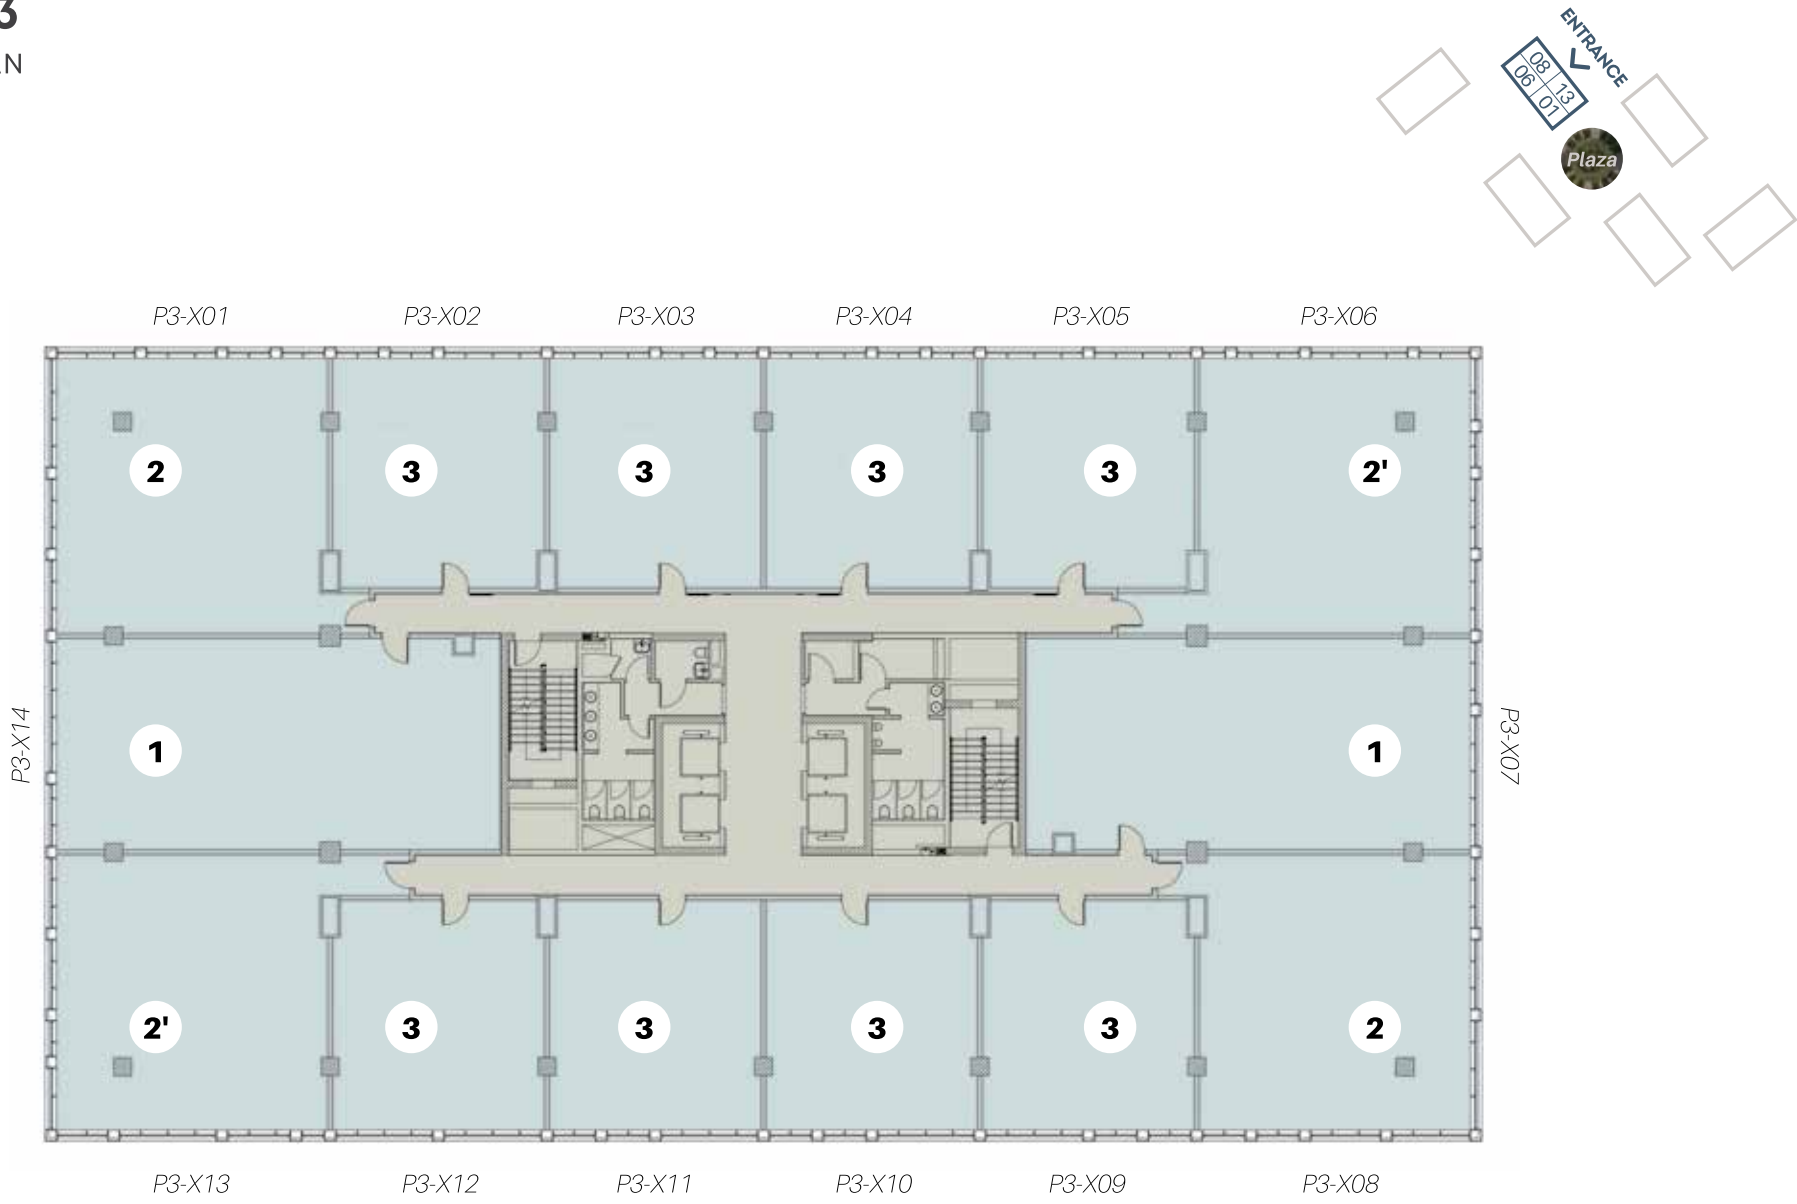 3
AN
ENTRANCE
08 13
06 01
Plaza
P3-X01 P3-X02 P3-X03 P3-X04 P3-X05 P3-X06
2 3 3 3 3 2'
P3-X14 1 1 P3-X07
2' 3 3 3 3 2
P3-X13 P3-X12 P3-X11 P3-X10 P3-X09 P3-X08